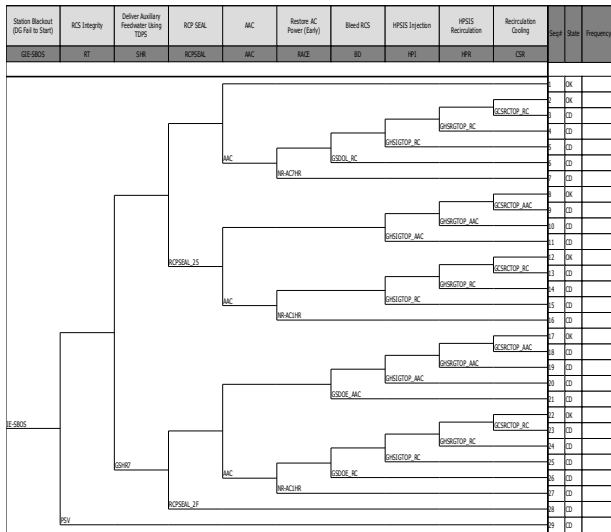 Station Blackout (DG Fail to Start)
RCS Integrity
Deliver Auxiliary Feedwater Using TDPS
RCP SEAL
AAC
Restore AC Power (Early)
Bleed RCS
HPSIS Injection
HPSIS Recirculation
Recirculation Cooling
Seq#
State
Frequency
GIE-SBOS
RT
SHR
RCPSEAL
AAC
RACE
BD
HPI
HPR
CSR
1 OK
2 OK
GCSRCTOP_RC
3 CD
GHSRGTOP_RC
4 CD
GHSIGTOP_RC
5 CD
AAC
GSDOL_RC
6 CD
NR-AC7HR
7 CD
8 OK
GCSRCTOP_AAC
9 CD
GHSRGTOP_AAC
10 CD
GHSIGTOP_AAC
11 CD
RCPSEAL_2S
12 OK
GCSRCTOP_RC
13 CD
GHSRGTOP_RC
14 CD
AAC
GHSIGTOP_RC
15 CD
NR-AC1HR
16 CD
17 OK
GCSRCTOP_AAC
18 CD
GHSRGTOP_AAC
19 CD
GHSIGTOP_AAC
20 CD
GSDOE_AAC
21 CD
IE-SBOS
22 OK
GCSRCTOP_RC
23 CD
GHSRGTOP_RC
24 CD
GSHR7
GHSIGTOP_RC
25 CD
AAC
GSDOE_RC
26 CD
NR-AC1HR
27 CD
RCPSEAL_2F
28 CD
PSV
29 CD